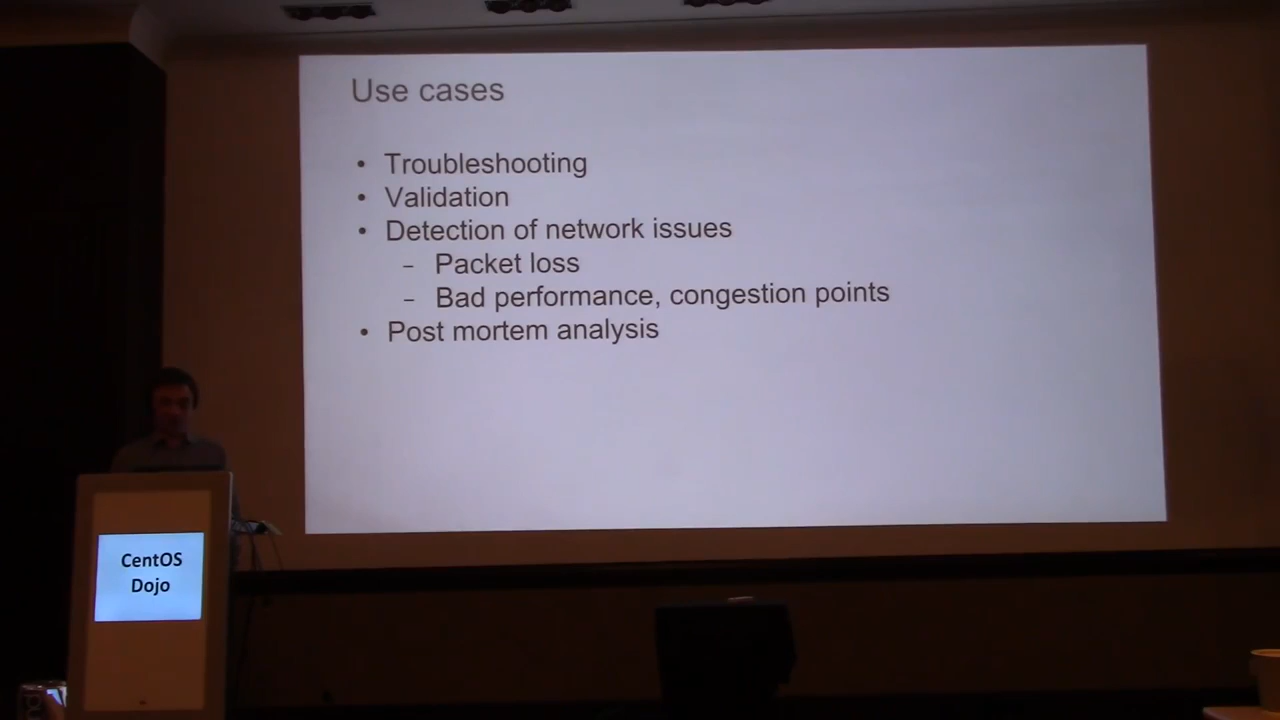 Use cases
• Troubleshooting
• Validation
• Detection of network issues
– Packet loss
– Bad performance, congestion points
• Post mortem analysis
CentOS
Dojo